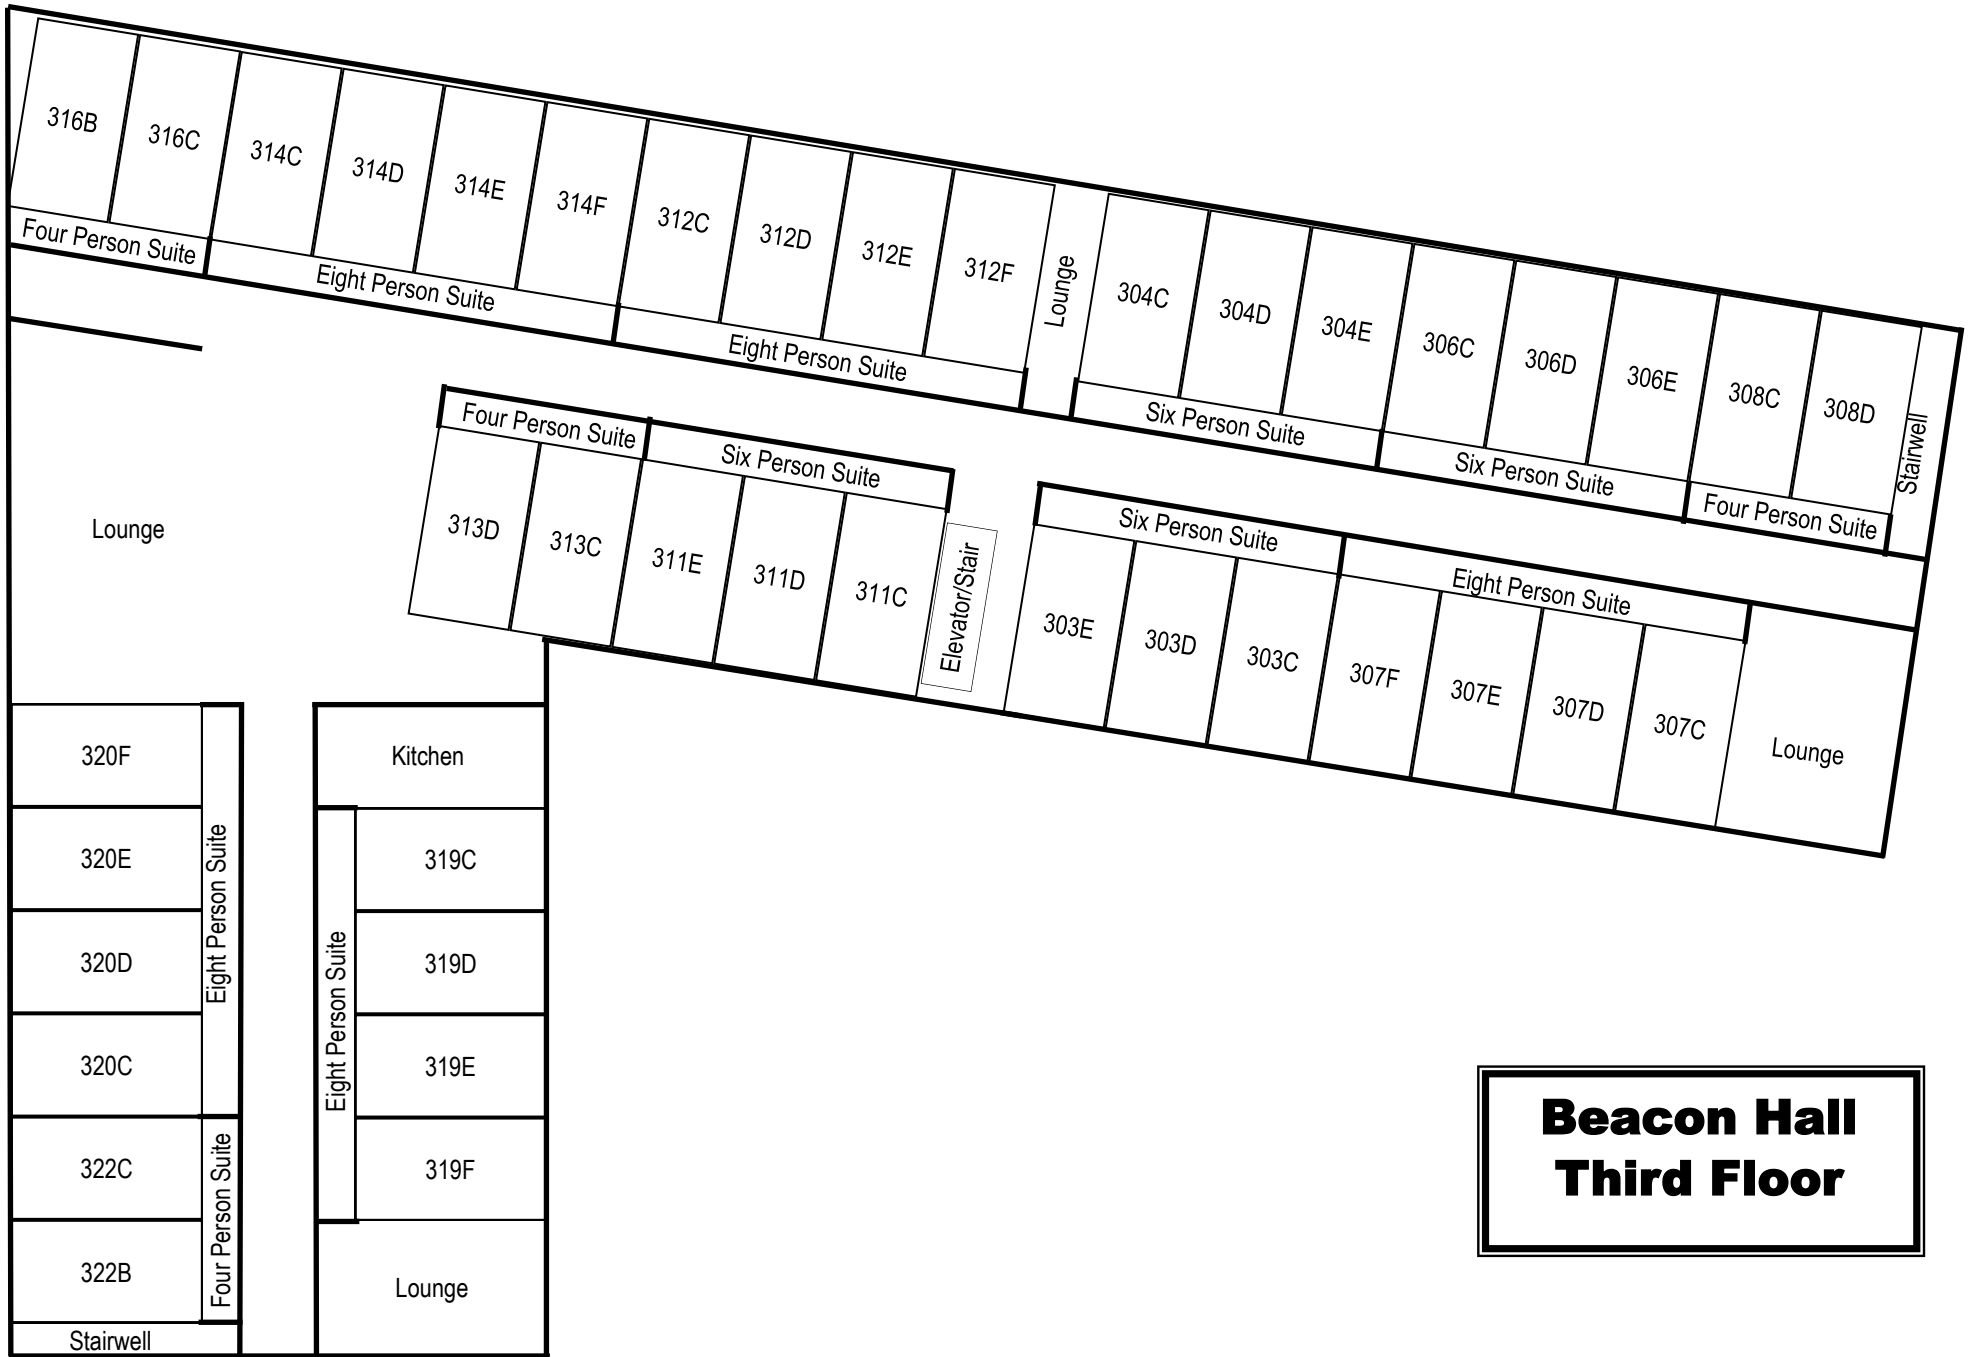 316B
316C
314C
314D
314E
314F
312C
312D
312E
312F
Lounge
304C
304D
304E
306C
306D
306E
308C
308D
Stairwell
Four Person Suite
Eight Person Suite
Eight Person Suite
Six Person Suite
Six Person Suite
Four Person Suite
Four Person Suite
Six Person Suite
Six Person Suite
Eight Person Suite
Lounge
313D
313C
311E
311D
311C
Elevator/Stair
303E
303D
303C
307F
307E
307D
307C
Lounge
320F
320E
320D
320C
Eight Person Suite
322C
322B
Four Person Suite
Stairwell
Kitchen
Eight Person Suite
319C
319D
319E
319F
Lounge
Beacon Hall
Third Floor